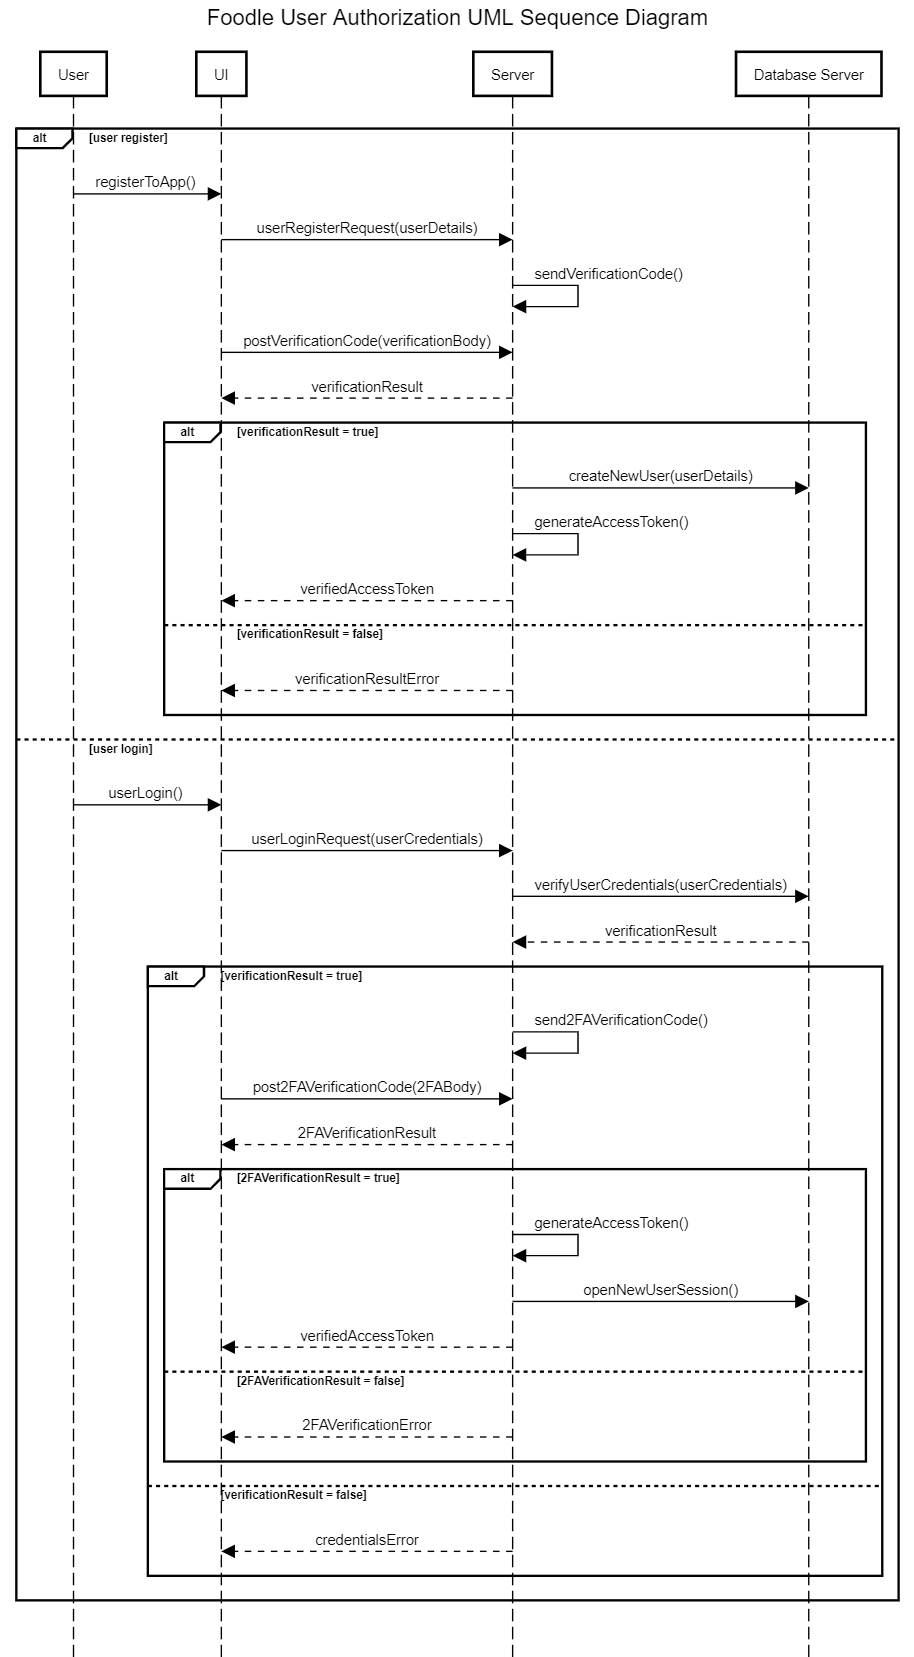 Foodle User Authorization UML Sequence Diagram
User
UI
Server
Database Server
alt
[user register]
registerToApp()
userRegisterRequest(userDetails)
sendVerificationCode()
postVerificationCode(verificationBody)
verificationResult
alt
[verificationResult = true]
createNewUser(userDetails)
generateAccessToken()
verifiedAccessToken
[verificationResult = false]
verificationResultError
[user login]
userLogin()
userLoginRequest(userCredentials)
verifyUserCredentials(userCredentials)
verificationResult
alt
[verificationResult = true]
send2FAVerificationCode()
post2FAVerificationCode(2FABody)
2FAVerificationResult
alt
[2FAVerificationResult = true]
generateAccessToken()
openNewUserSession()
verifiedAccessToken
[2FAVerificationResult = false]
2FAVerificationError
[verificationResult = false]
credentialsError